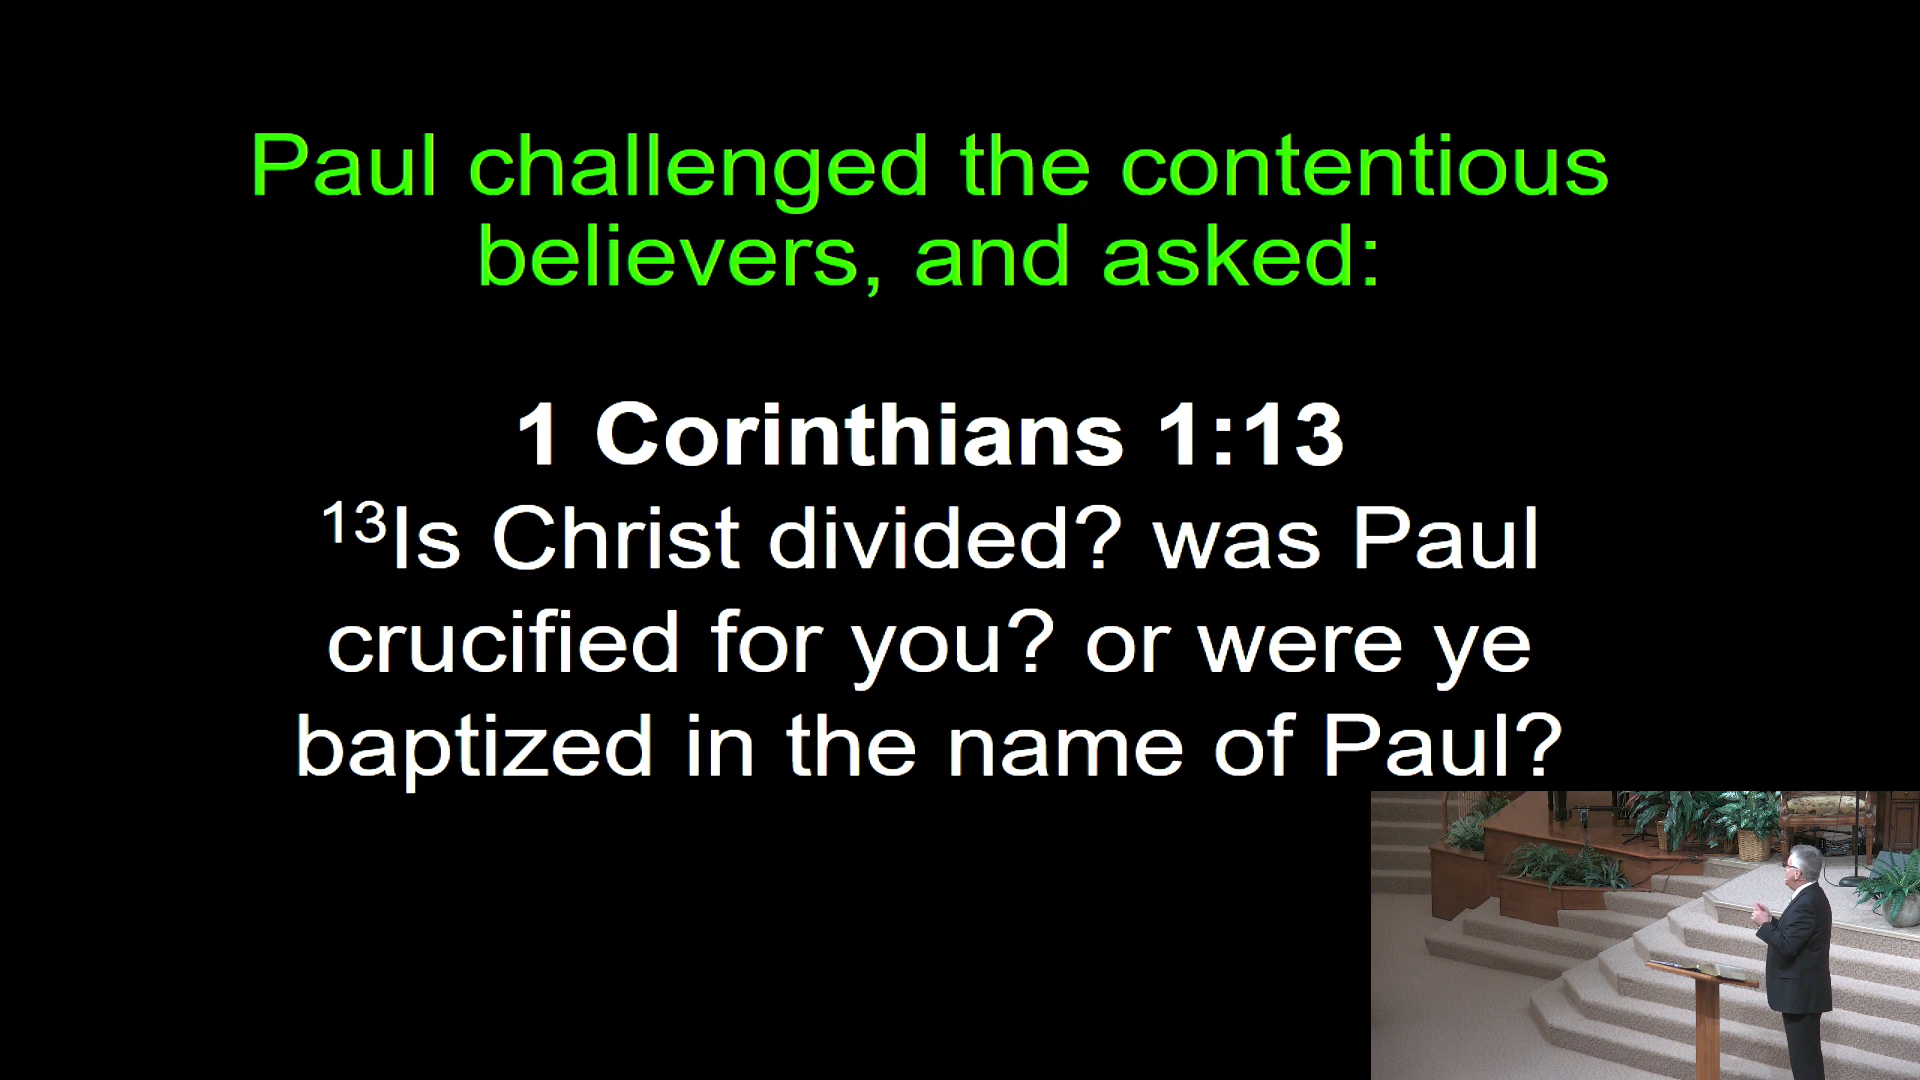 Paul challenged the contentious
believers, and asked:
1 Corinthians 1:13
13Is Christ divided? was Paul
crucified for you? or were ye
baptized in the name of Paul?